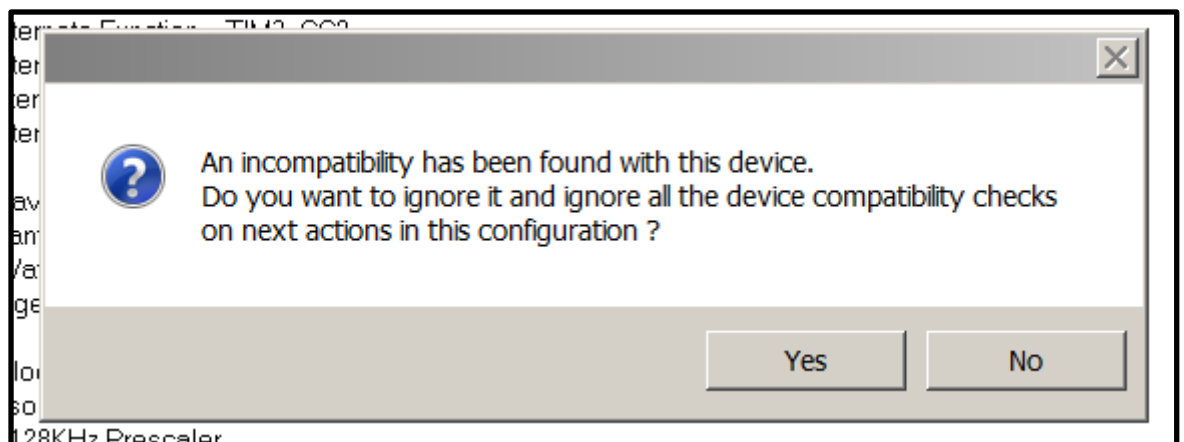 An incompatibility has been found with this device.
Do you want to ignore it and ignore all the device compatibility checks
on next actions in this configuration ?
Yes
No
128KHz Prescaler